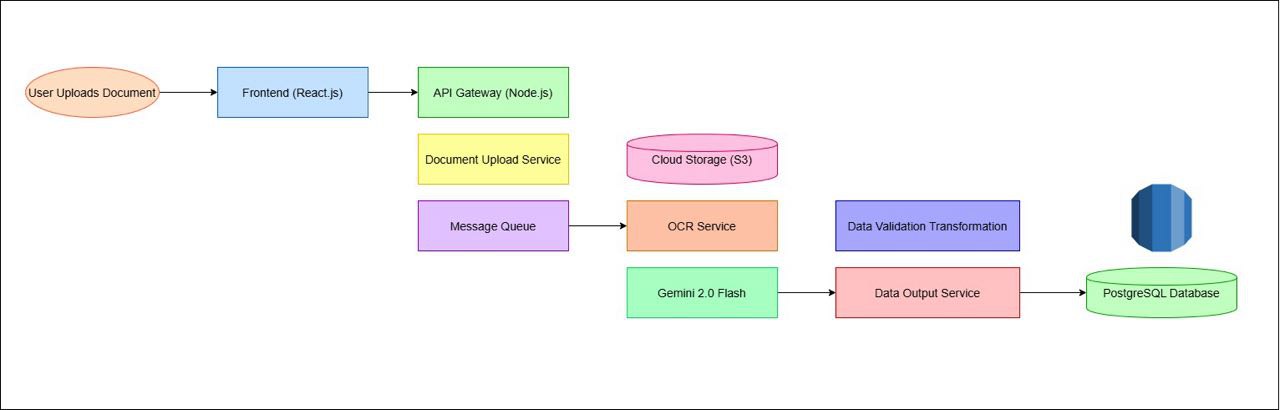 User Uploads Document
Frontend (React.js)
API Gateway (Node.js)
Document Upload Service
Cloud Storage (S3)
Message Queue
OCR Service
Data Validation Transformation
Gemini 2.0 Flash
Data Output Service
PostgreSQL Database